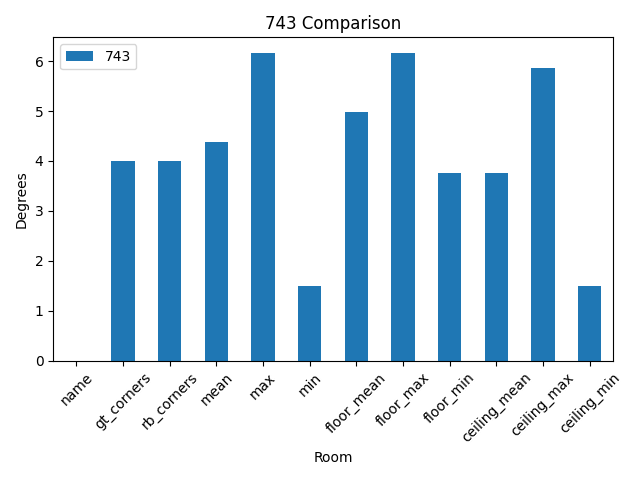 743 Comparison
743
Degrees
6
5
4
3
2
1
0
name
gt_corners
rb_corners
mean
max
min
floor_mean
floor_max
floor_min
ceiling_mean
ceiling_max
ceiling_min
Room